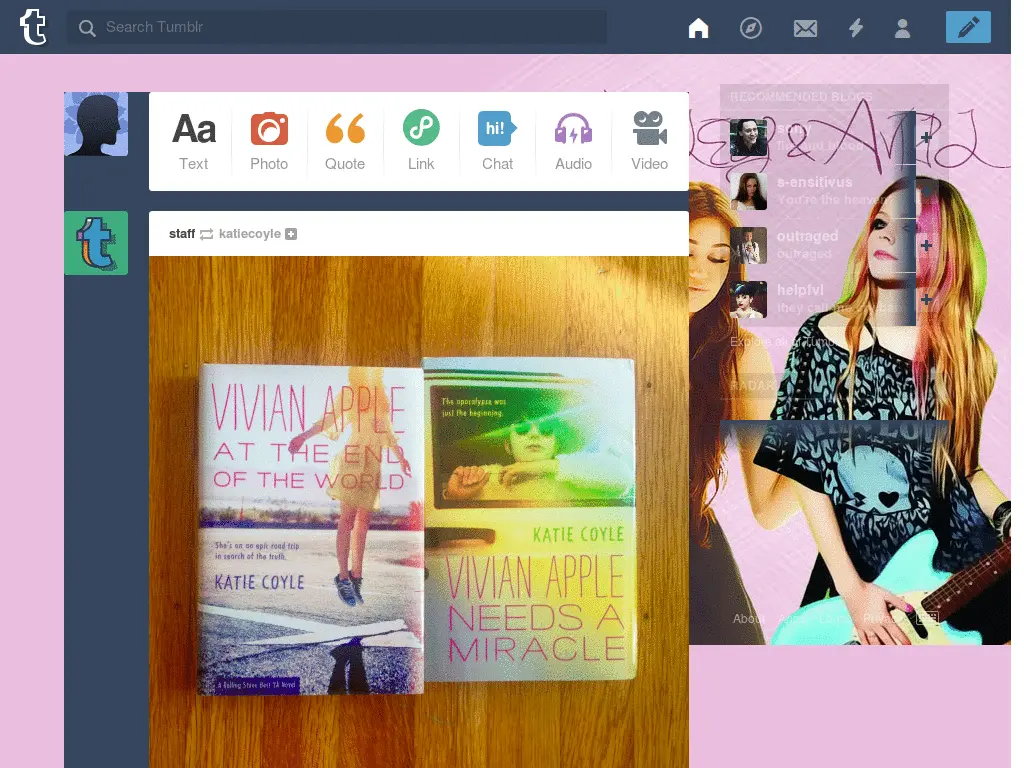 t
Search Tumblr
RECOMMENDED BLOGS
Aa
hi!
Text
Photo
Quote
Link
Chat
Audio
Video
s-ensitivus
You're the heaven
staff katiecoyle
outraged
outraged
helpfvl
they call me
Explore all of Tumblr
RADAR
VIVIAN APPLE
AT THE END
OF THE WORLD
She's on an epic road trip
in search of the truth.
KATIE COYLE
A Rolling Stone Best YA Novel
The apocalypse was
just the beginning.
KATIE COYLE
VIVIAN APPLE
NEEDS A
MIRACLE
About
Privacy